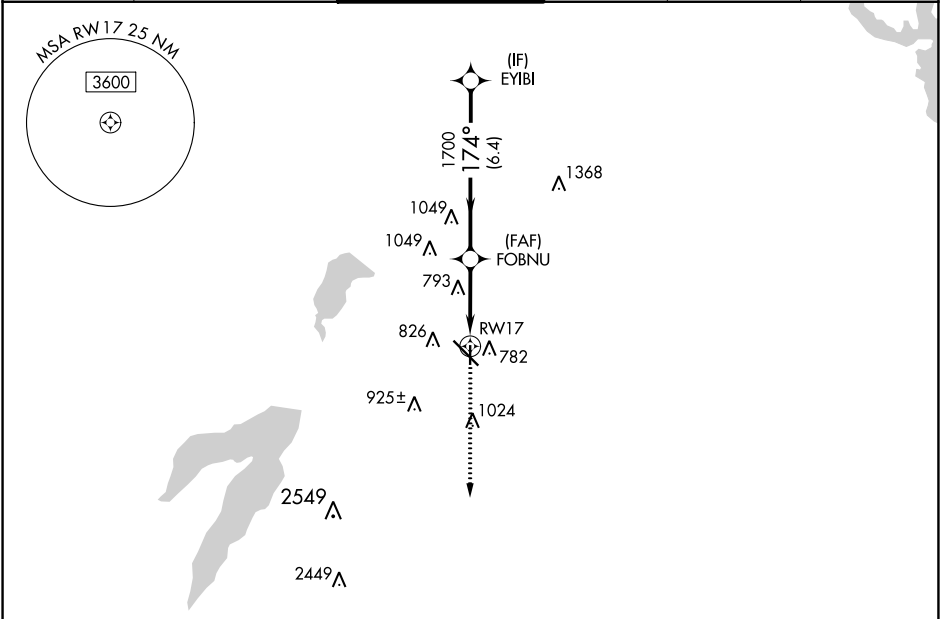 MSA RW17 25 NM
3600
(IF)
EYIBI
1700
174°
(6.4)
1368
1049
1049
(FAF)
FOBNU
793
RW17
826
782
925±
1024
2549
2449